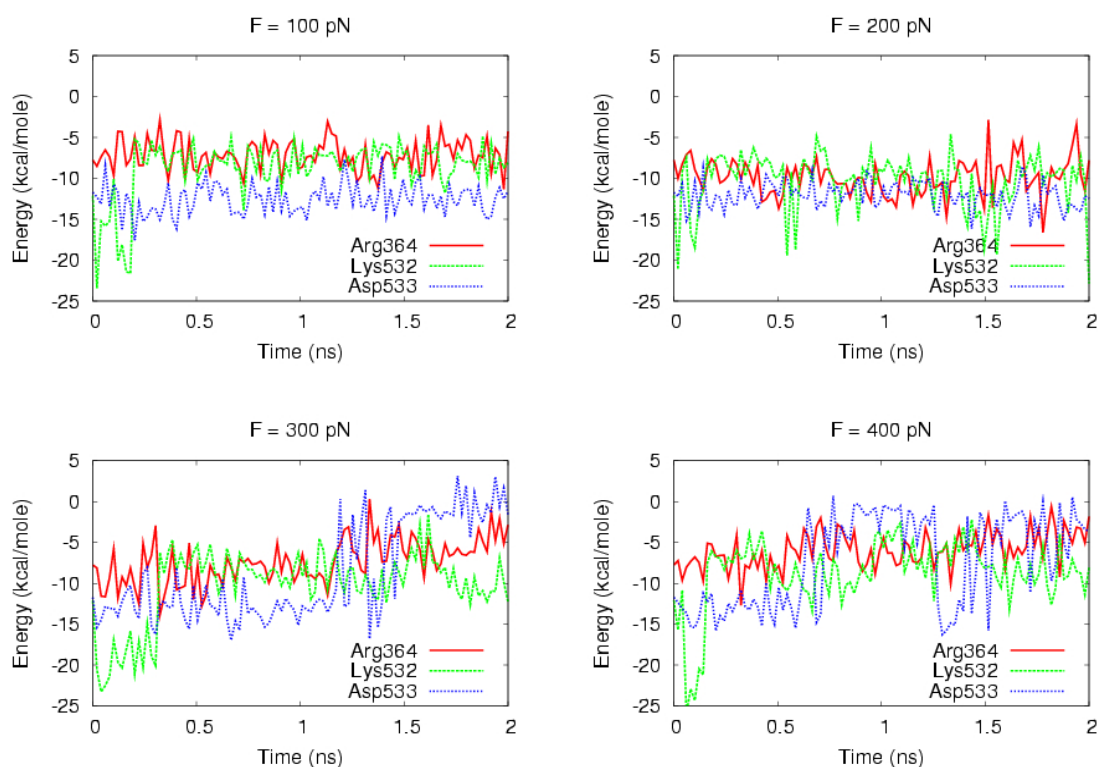 F = 100 pN
Energy (kcal/mole)
5
0
-5
-10
-15
-20
-25
Arg364
Lys532
Asp533
0 0.5 1 1.5 2
Time (ns)
F = 200 pN
Energy (kcal/mole)
5
0
-5
-10
-15
-20
-25
Arg364
Lys532
Asp533
0 0.5 1 1.5 2
Time (ns)
F = 300 pN
Energy (kcal/mole)
5
0
-5
-10
-15
-20
-25
Arg364
Lys532
Asp533
0 0.5 1 1.5 2
Time (ns)
F = 400 pN
Energy (kcal/mole)
5
0
-5
-10
-15
-20
-25
Arg364
Lys532
Asp533
0 0.5 1 1.5 2
Time (ns)